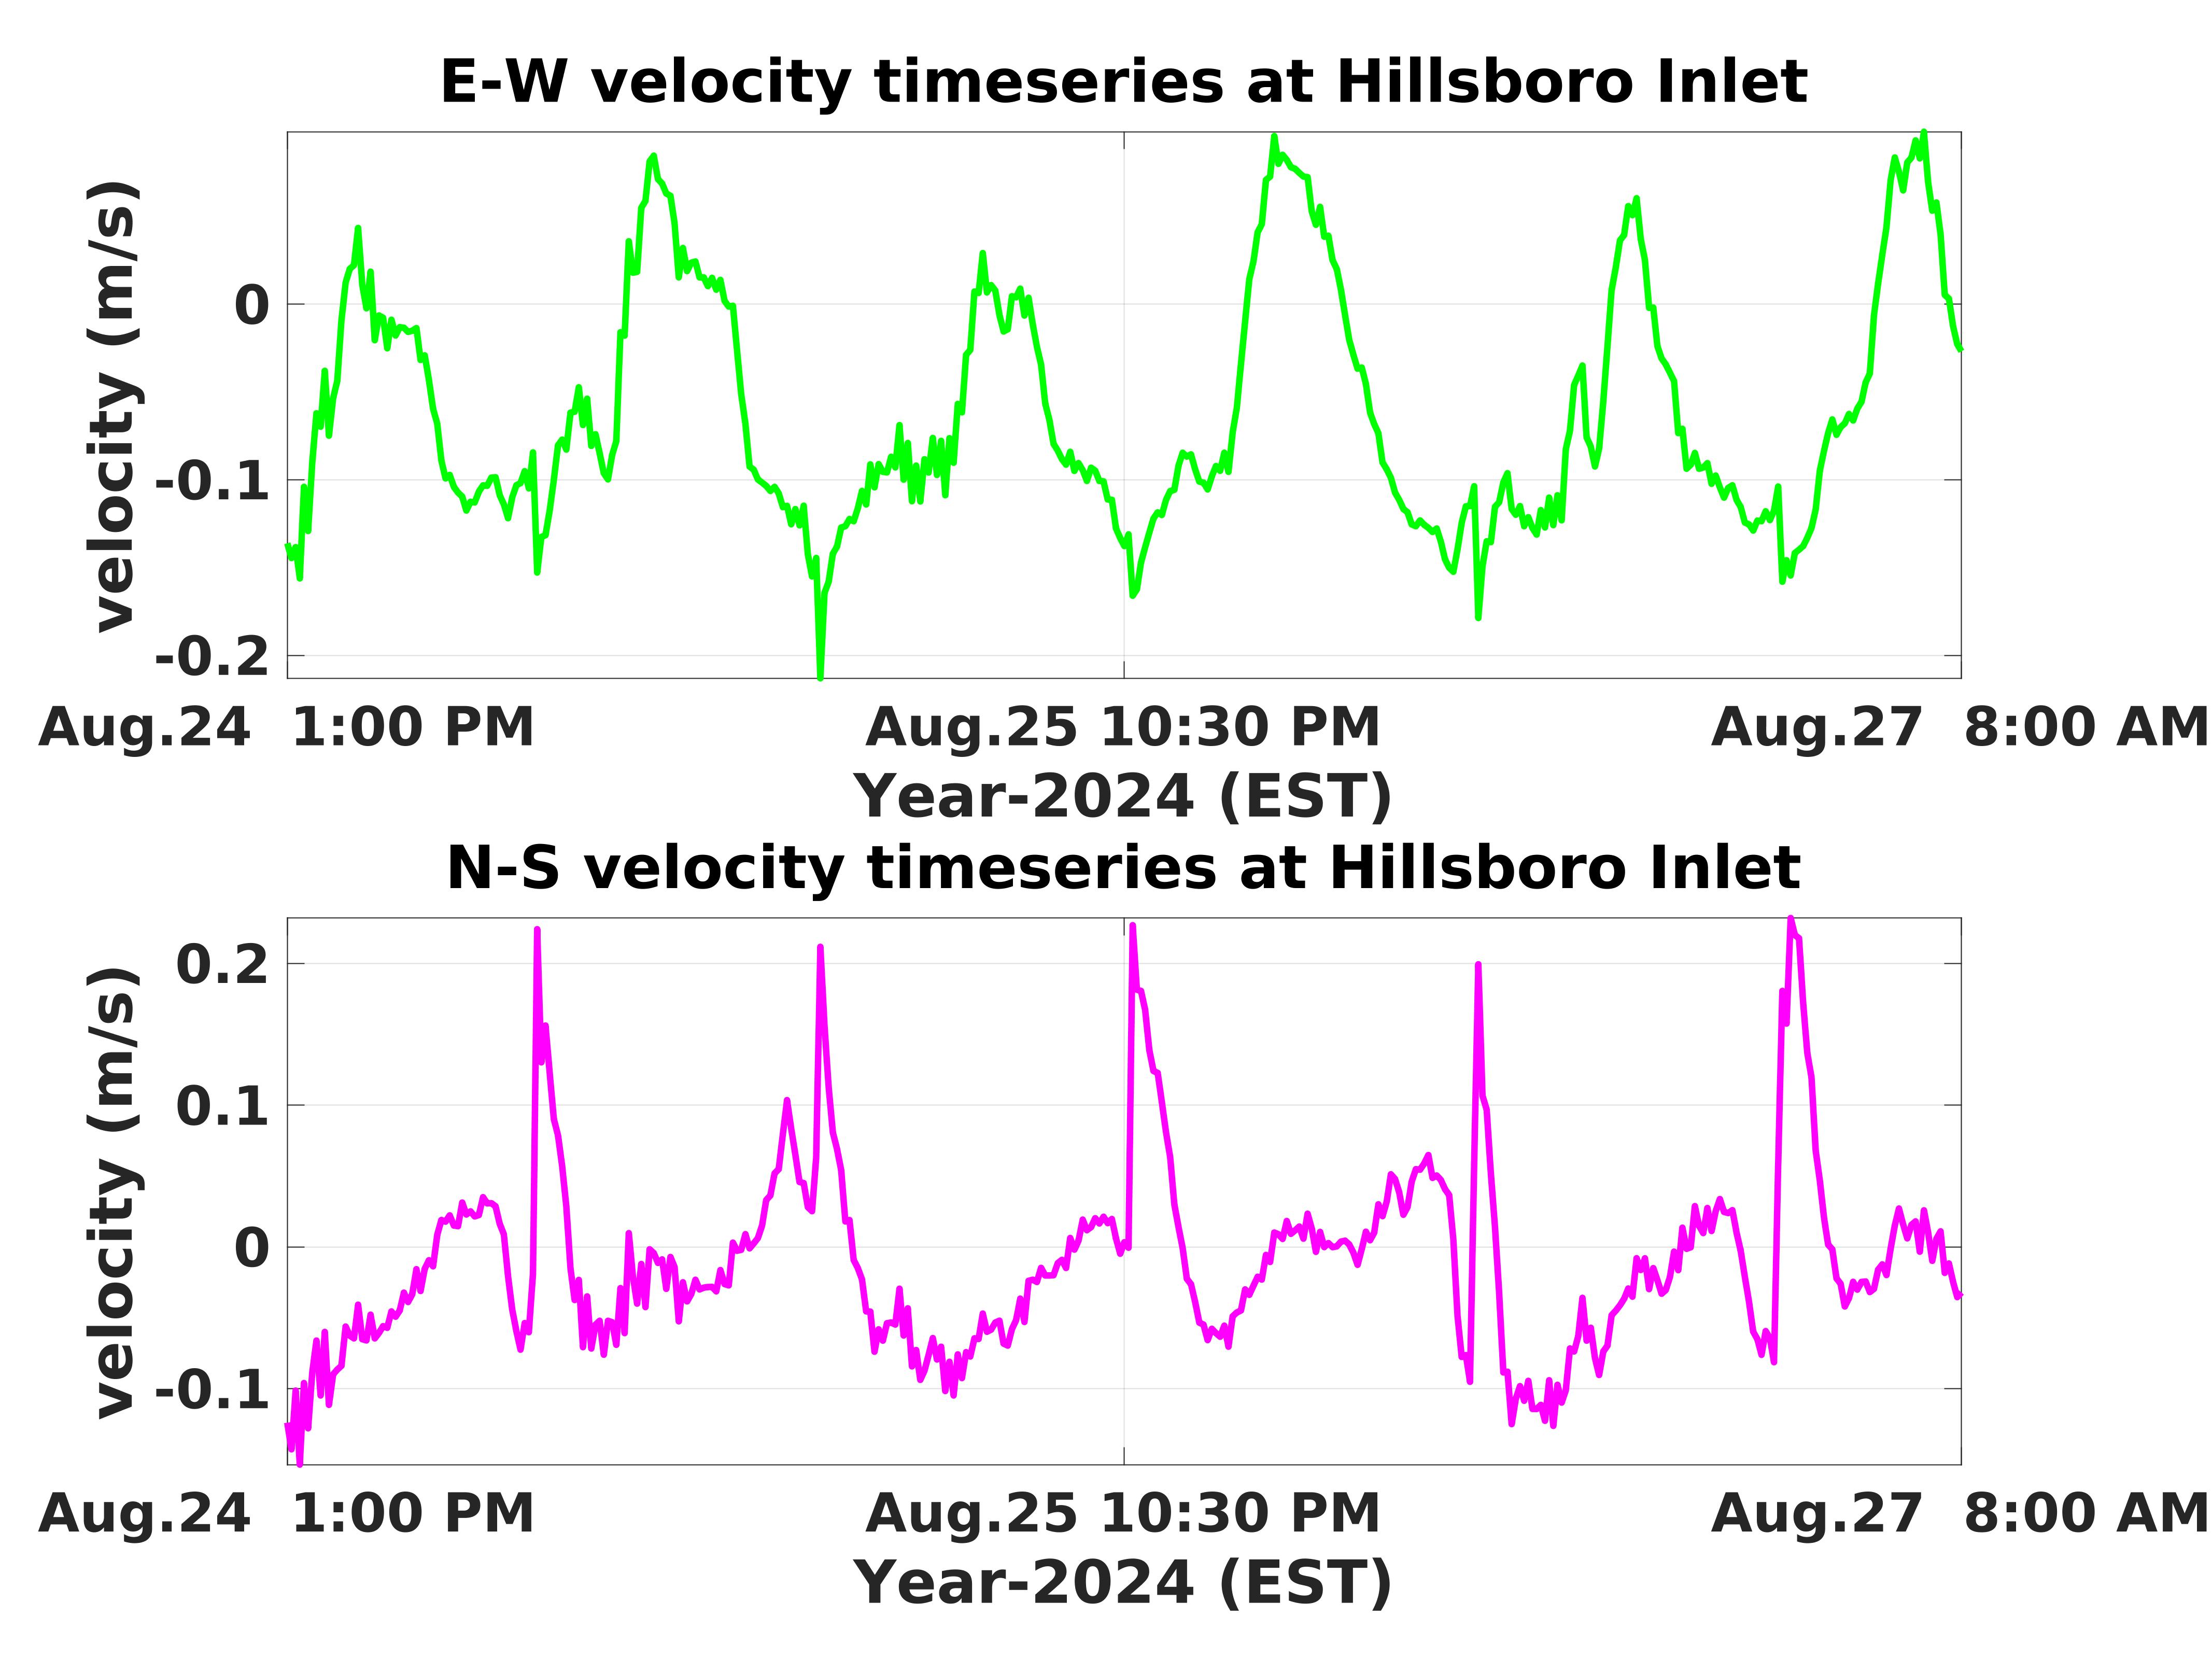 E-W velocity timeseries at Hillsboro Inlet
velocity (m/s)
0
-0.1
-0.2
Aug.24  1:00 PM Aug.25 10:30 PM Aug.27  8:00 AM
Year-2024 (EST)
N-S velocity timeseries at Hillsboro Inlet
velocity (m/s)
0.2
0.1
0
-0.1
Aug.24  1:00 PM Aug.25 10:30 PM Aug.27  8:00 AM
Year-2024 (EST)